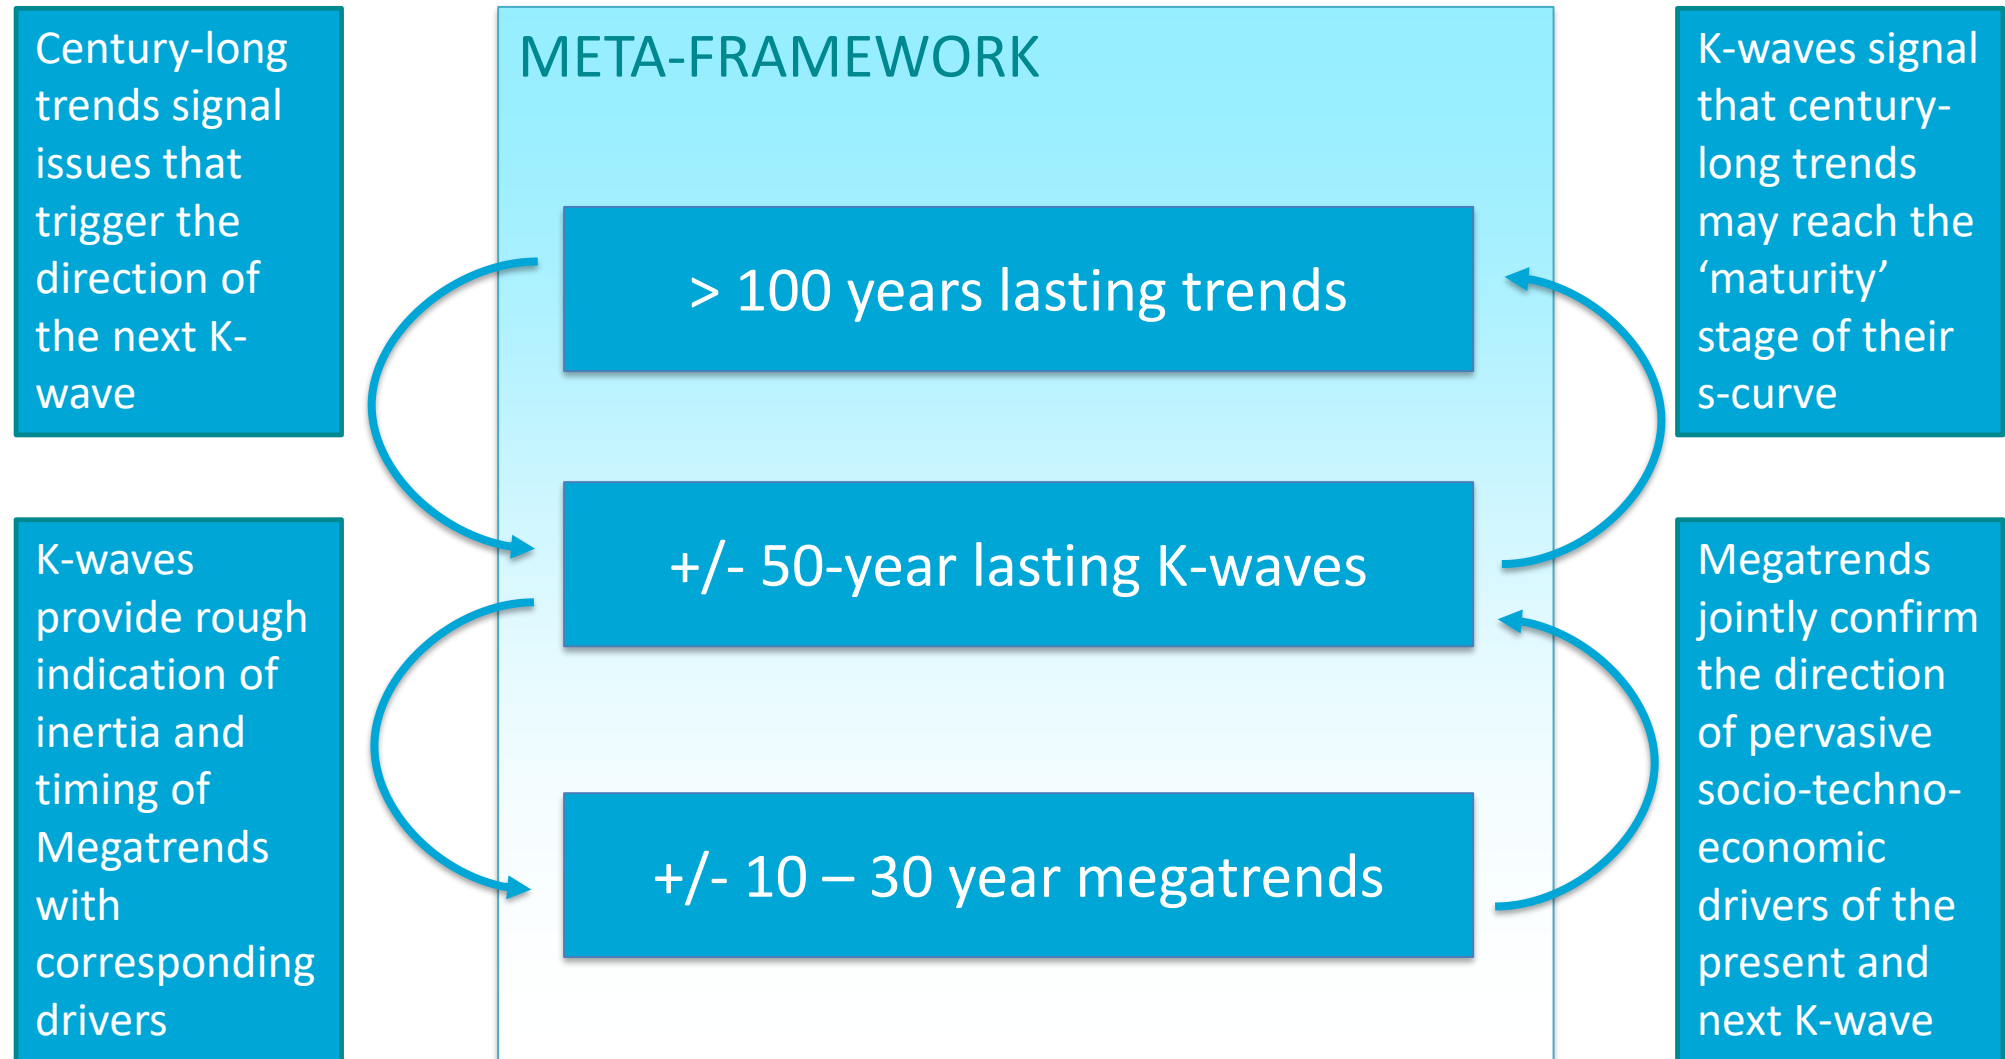 Century-long
trends signal
issues that
trigger the
direction of
the next K-
wave
META-FRAMEWORK
K-waves signal
that century-
long trends
may reach the
‘maturity’
stage of their
s-curve
> 100 years lasting trends
+/- 50-year lasting K-waves
+/- 10 – 30 year megatrends
K-waves
provide rough
indication of
inertia and
timing of
Megatrends
with
corresponding
drivers
Megatrends
jointly confirm
the direction
of pervasive
socio-techno-
economic
drivers of the
present and
next K-wave